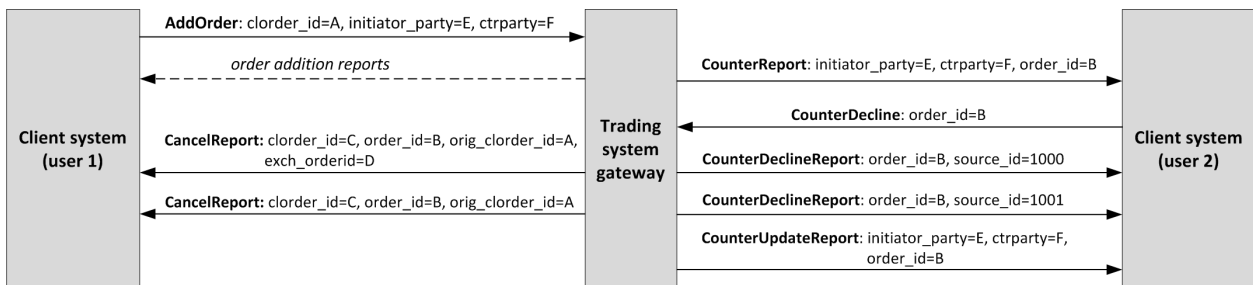 AddOrder: clorder_id=A, initiator_party=E, ctrparty=F
order addition reports
CounterReport: initiator_party=E, ctrparty=F, order_id=B
CounterDecline: order_id=B
Client system
(user 1)
CancelReport: clorder_id=C, order_id=B, orig_clorder_id=A,
exch_orderid=D
Trading
system
gateway
CounterDeclineReport: order_id=B, source_id=1000
Client system
(user 2)
CancelReport: clorder_id=C, order_id=B, orig_clorder_id=A
CounterDeclineReport: order_id=B, source_id=1001
CounterUpdateReport: initiator_party=E, ctrparty=F,
order_id=B